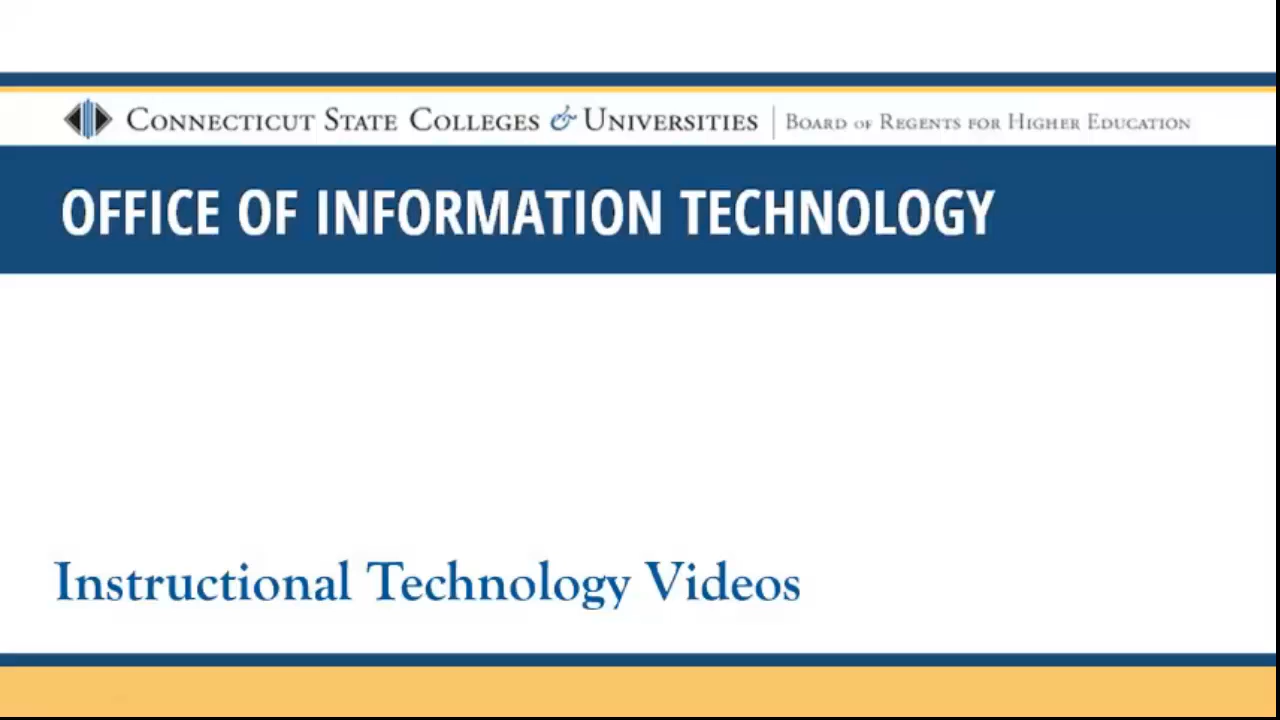 CONNECTICUT STATE COLLEGES & UNIVERSITIES | BOARD OF REGENTS FOR HIGHER EDUCATION
OFFICE OF INFORMATION TECHNOLOGY
Instructional Technology Videos